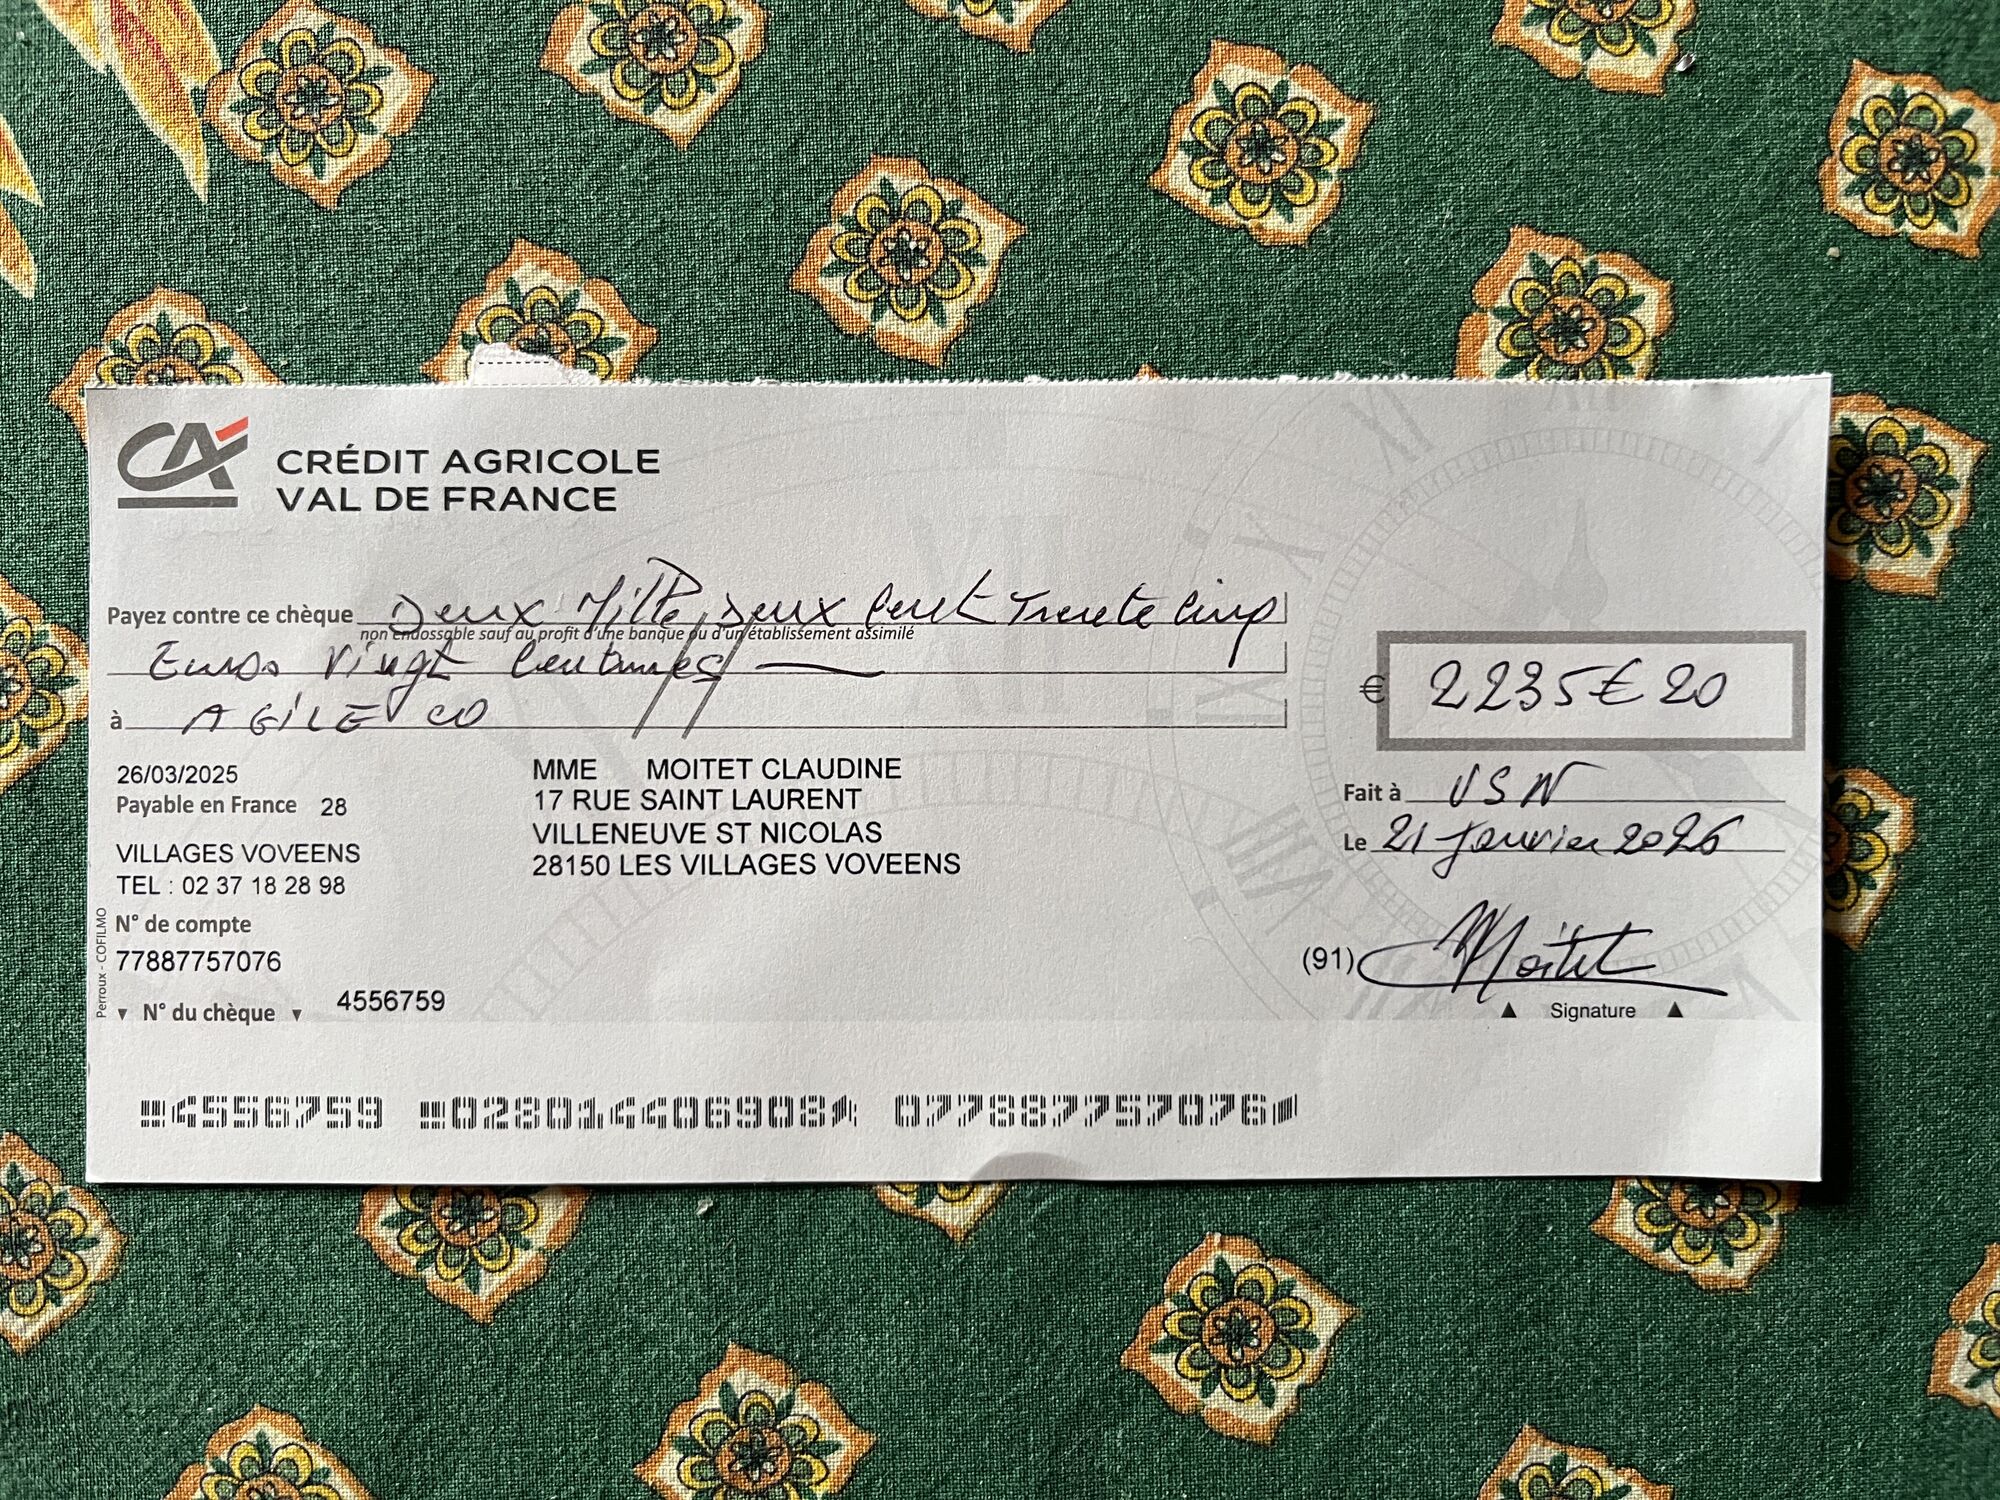 CRÉDIT AGRICOLE
VAL DE FRANCE
Payez contre ce chèque Deux Mille Deux Cent Trente Cinq
non endossable sauf au profit d'une banque ou d'un établissement assimilé
Euros Vingt Centimes
€ 2235€20
à AGILE CO
26/03/2025
Payable en France 28
VILLAGES VOVEENS
TEL : 02 37 18 28 98
N° de compte
77887757076
N° du chèque 4556759
Perroux - COFILMO
MME MOITET CLAUDINE
17 RUE SAINT LAURENT
VILLENEUVE ST NICOLAS
28150 LES VILLAGES VOVEENS
Fait à VSN
Le 21 Janvier 2026
(91) Moitet
Signature
4556759 028014406908 077887757076